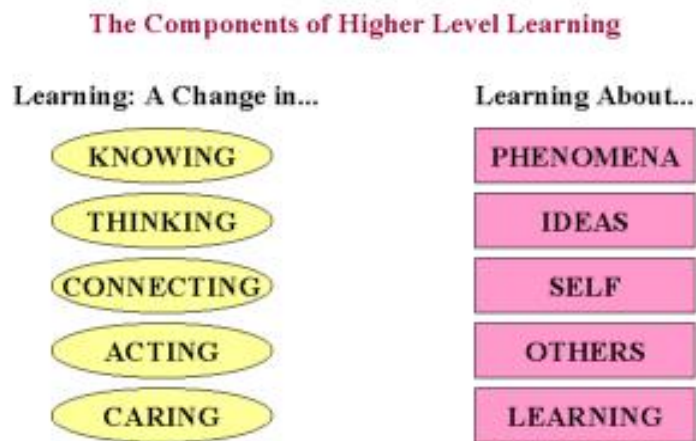 The Components of Higher Level Learning
Learning: A Change in...
KNOWING
THINKING
CONNECTING
ACTING
CARING
Learning About...
PHENOMENA
IDEAS
SELF
OTHERS
LEARNING